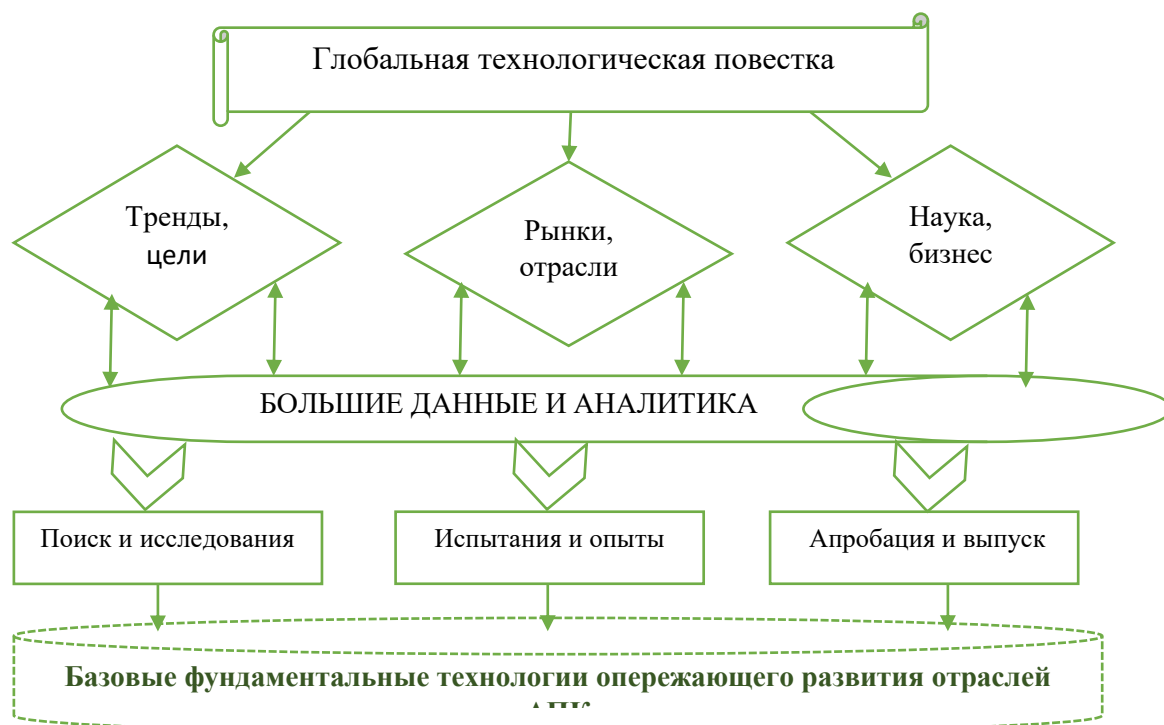 Глобальная технологическая повестка
Тренды,
цели
Рынки,
отрасли
Наука,
бизнес
БОЛЬШИЕ ДАННЫЕ И АНАЛИТИКА
Поиск и исследования
Испытания и опыты
Апробация и выпуск
Базовые фундаментальные технологии опережающего развития отраслей
АПК